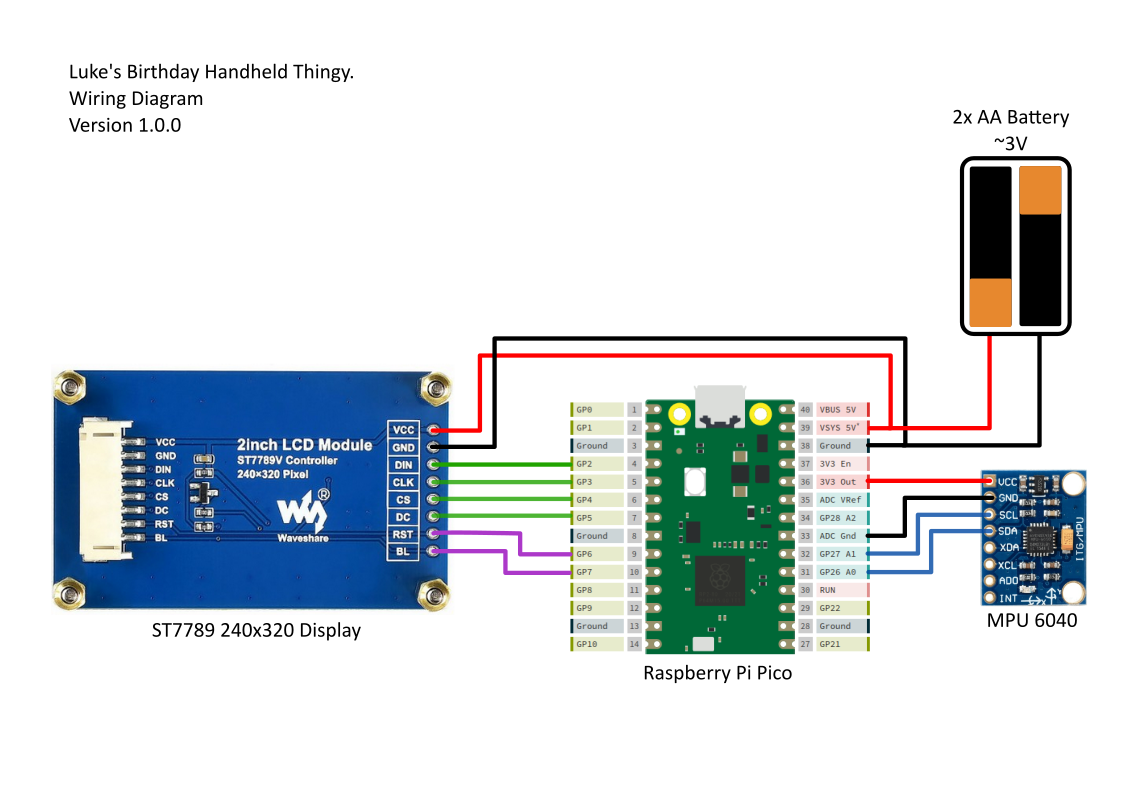 Luke's Birthday Handheld Thingy.
Wiring Diagram
Version 1.0.0
2x AA Battery
~3V
VCC
GND
DIN
CLK
CS
DC
RST
BL
2inch LCD Module
ST7789V Controller
240×320 Pixel
®
Waveshare
VCC
GND
DIN
CLK
CS
DC
RST
BL
ST7789 240x320 Display
GP0 1
GP1 2
Ground 3
GP2 4
GP3 5
GP4 6
GP5 7
Ground 8
GP6 9
GP7 10
GP8 11
GP9 12
Ground 13
GP10 14
40 VBUS 5V
39 VSYS 5V*
38 Ground
37 3V3 En
36 3V3 Out
35 ADC VRef
34 GP28 A2
33 ADC Gnd
32 GP27 A1
31 GP26 A0
30 RUN
29 GP22
28 Ground
27 GP21
Raspberry Pi Pico
VCC
GND
SCL
SDA
XDA
XCL
ADO
INT
ITG/MPU
MPU 6040